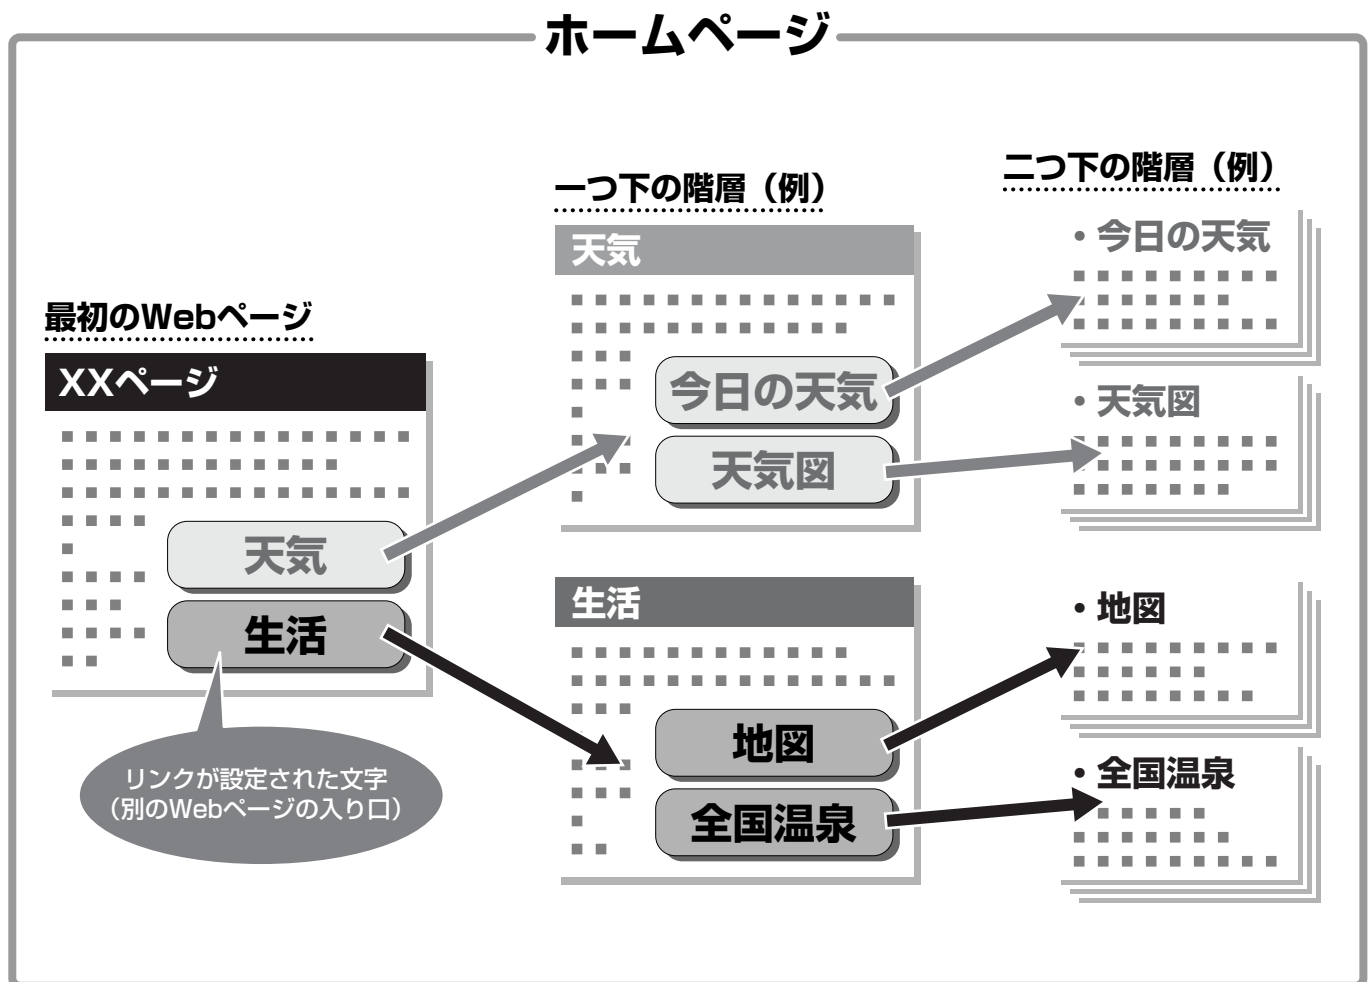 ホームページ
最初のWebページ
XXページ
天気
生活
リンクが設定された文字
（別のWebページの入り口）
一つ下の階層（例）
天気
今日の天気
天気図
生活
地図
全国温泉
二つ下の階層（例）
・今日の天気
・天気図
・地図
・全国温泉